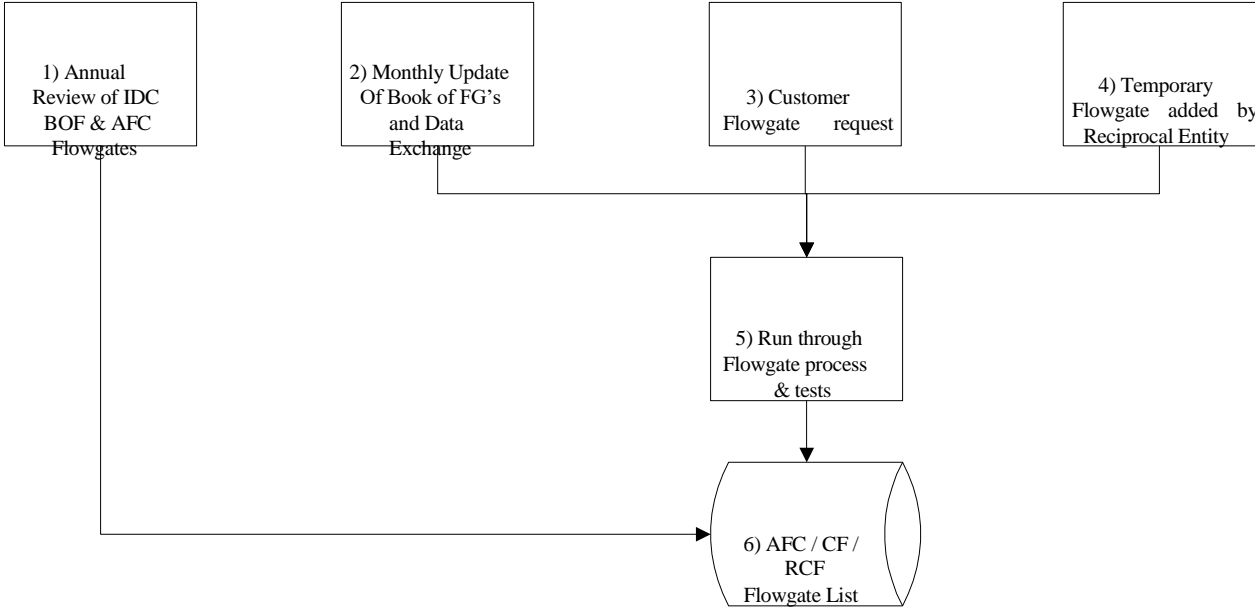 1) Annual
Review of IDC
BOF & AFC
Flowgates
2) Monthly Update
Of Book of FG's
and Data
Exchange
3) Customer
Flowgate request
4) Temporary
Flowgate added by
Reciprocal Entity
5) Run through
Flowgate process
& tests
6) AFC / CF /
RCF
Flowgate List